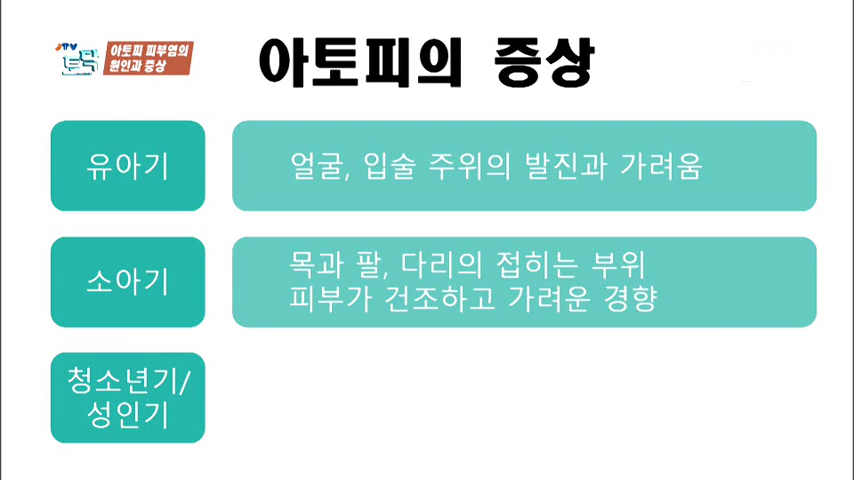 JTV
닥
아토피 피부염의
원인과 증상
아토피의 증상
유아기
얼굴, 입술 주위의 발진과 가려움
소아기
목과 팔, 다리의 접히는 부위
피부가 건조하고 가려운 경향
청소년기/
성인기